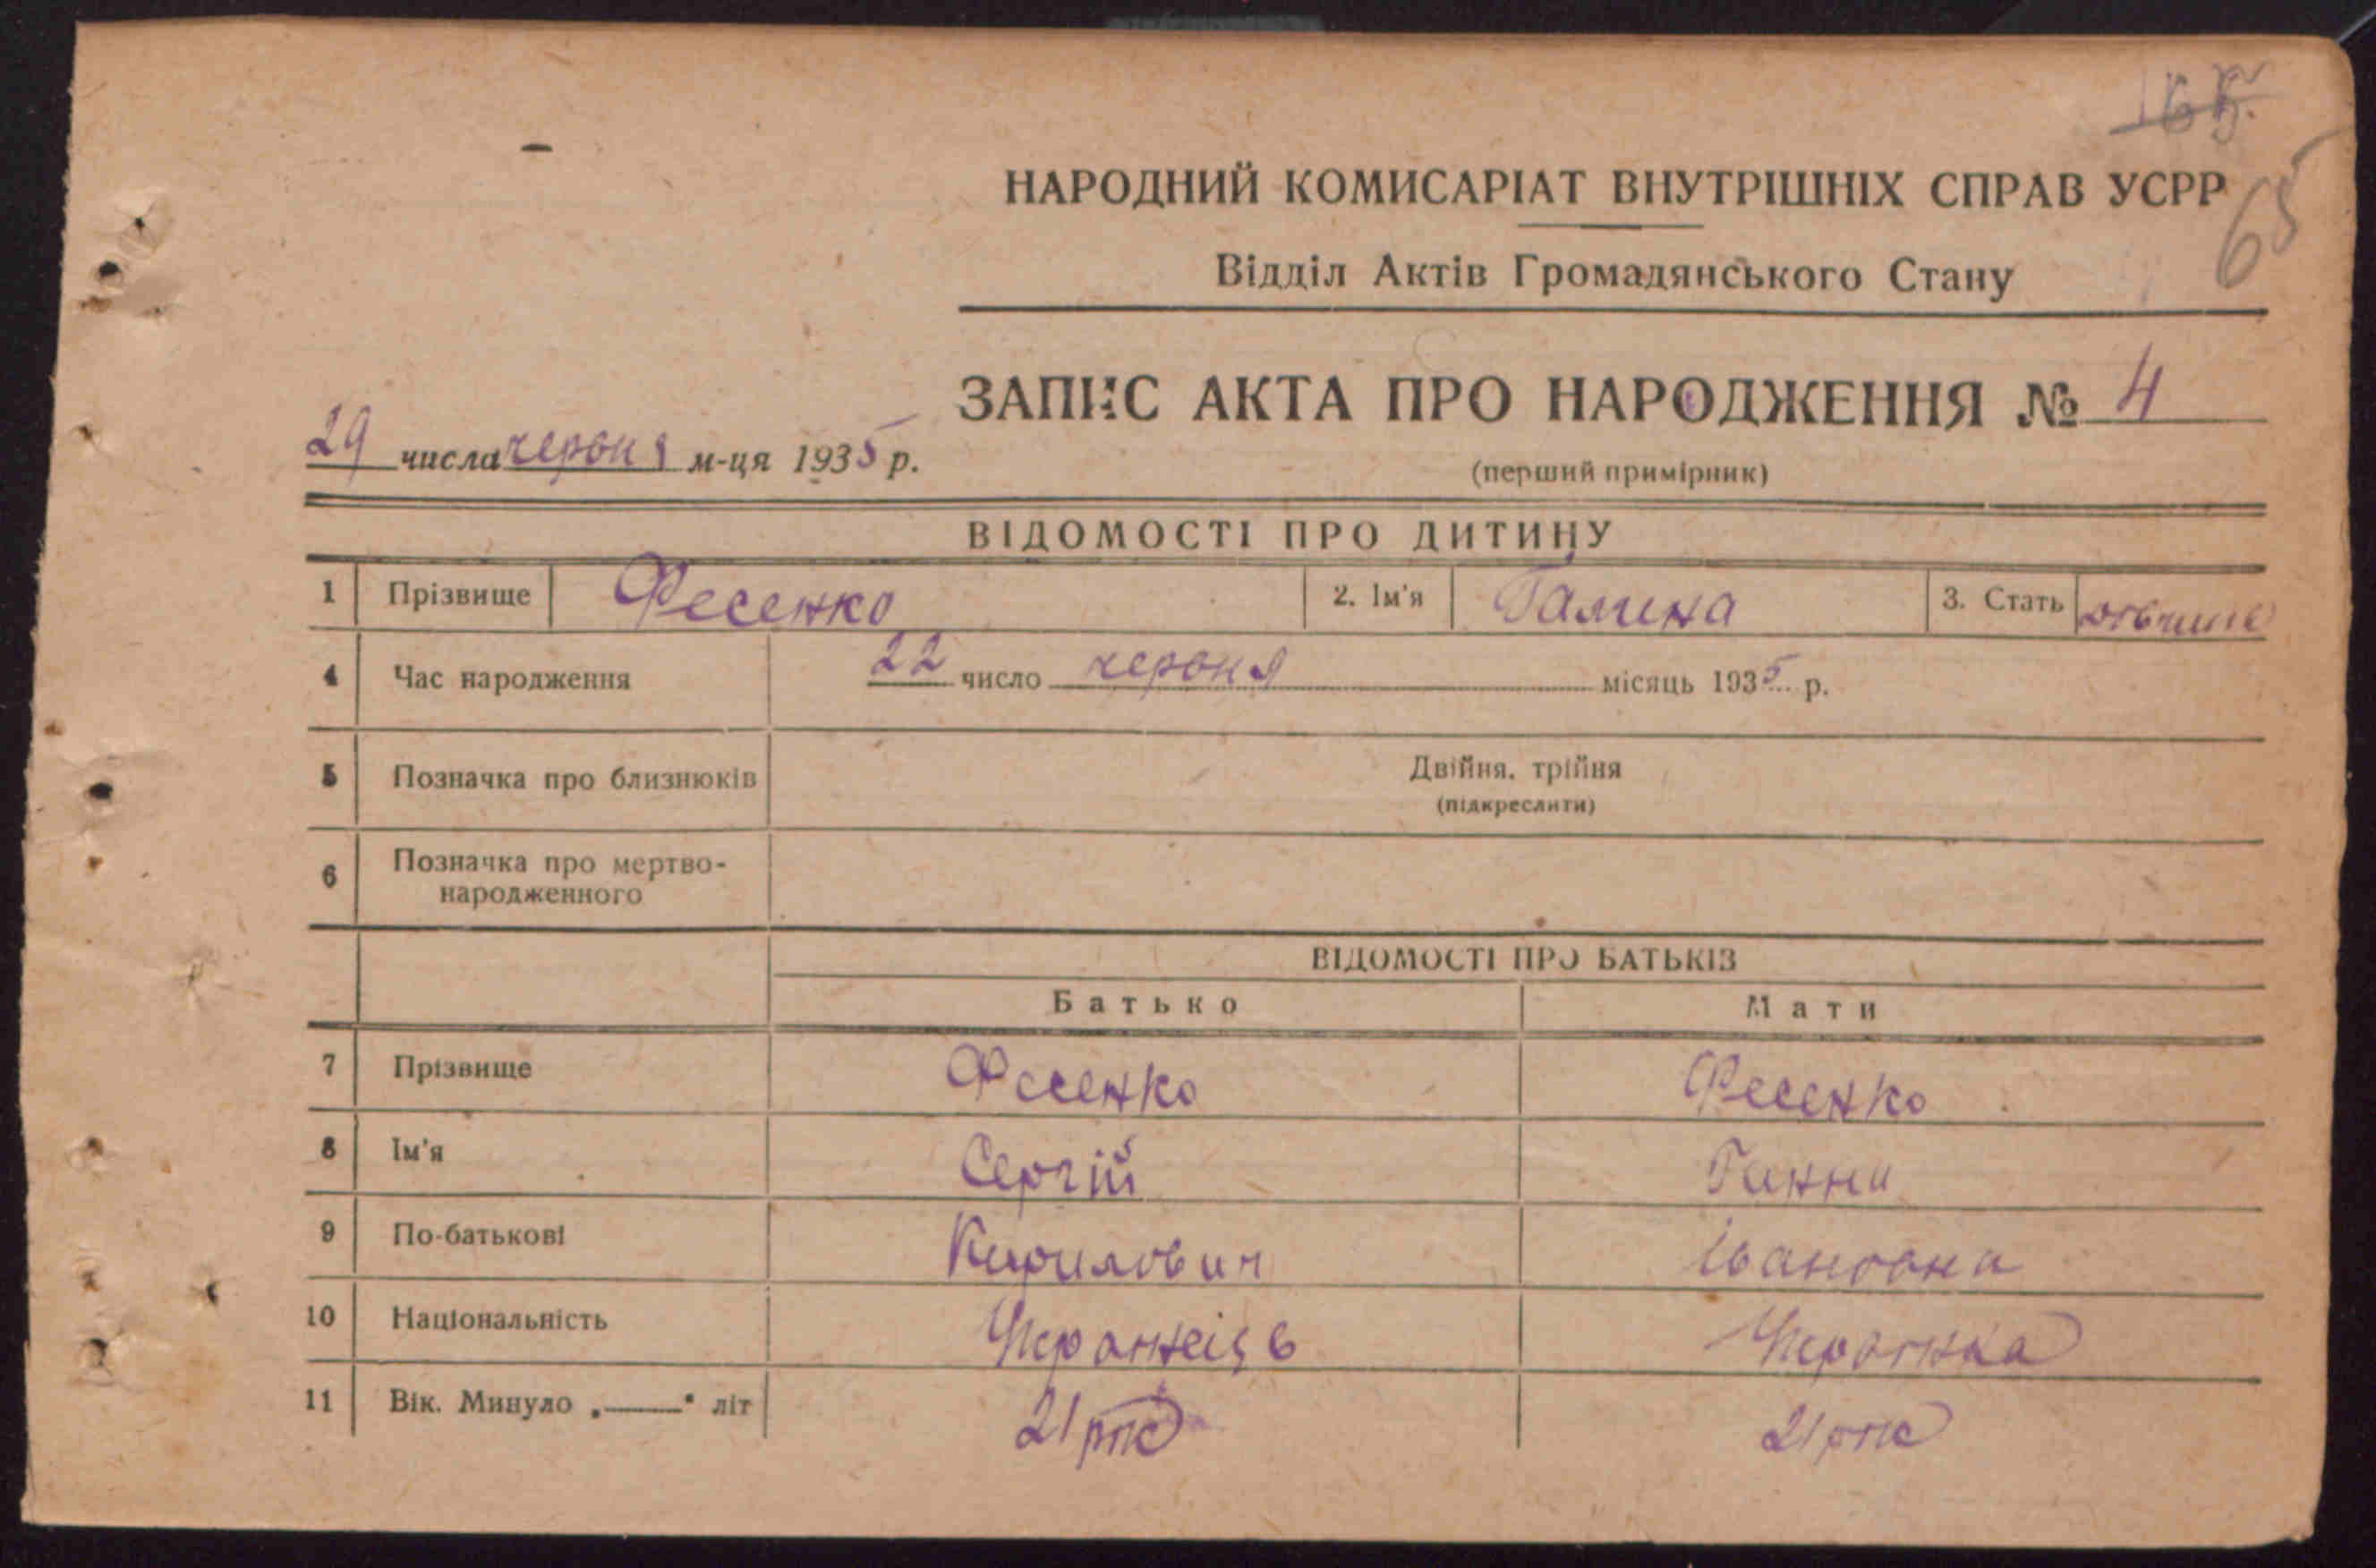 165.
НАРОДНИЙ КОМИСАРІАТ ВНУТРІШНІХ СПРАВ УСРР
65
Відділ Актів Громадянського Стану
ЗАПИС АКТА ПРО НАРОДЖЕННЯ № 4
29 числа червня м-ця 1935 р.
(перший примірник)
ВІДОМОСТІ ПРО ДИТИНУ
1 Прізвище Фесенко 2. Ім'я Галина 3. Стать
4 Час народження 22 число червня місяць 1935 р.
5 Позначка про близнюків Двійня, трійня
(підкреслити)
6 Позначка про мертво-
народженного
ВІДОМОСТІ ПРО БАТЬКІВ
Батько Мати
7 Прізвище Фесенко Фесенко
8 Ім'я Сергій Ганна
9 По-батькові Кирилович Івановна
10 Національність Українець Українка
11 Вік. Минуло „——" літ 21 рік 21 рік